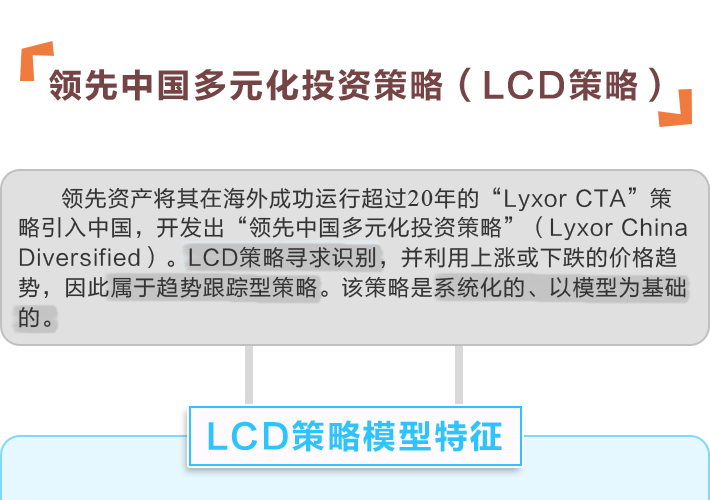 领先中国多元化投资策略（LCD策略）
领先资产将其在海外成功运行超过20年的“Lyxor CTA”策
略引入中国，开发出“领先中国多元化投资策略”（Lyxor China
Diversified）。LCD策略寻求识别，并利用上涨或下跌的价格趋
势，因此属于趋势跟踪型策略。该策略是系统化的、以模型为基础
的。
LCD策略模型特征